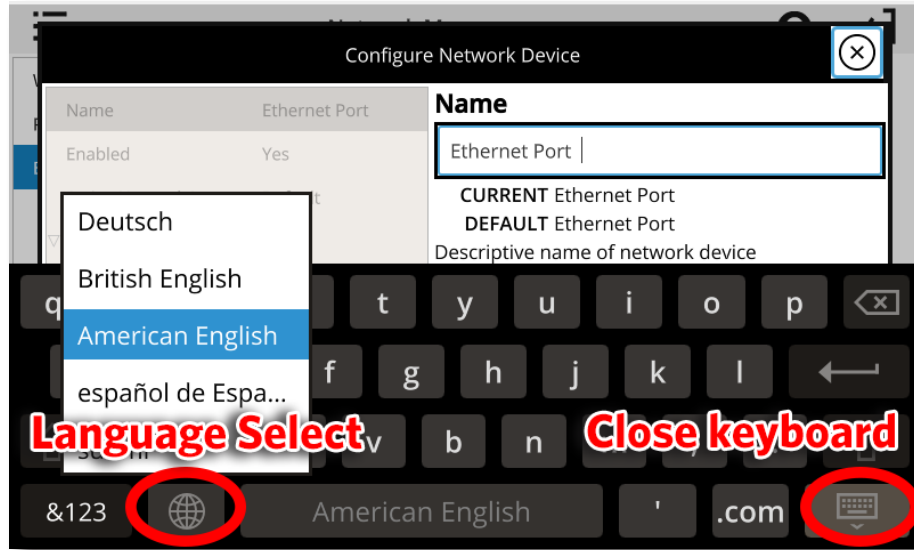 Configure Network Device
Name Ethernet Port
Enabled Yes
Name
Ethernet Port
CURRENT Ethernet Port
DEFAULT Ethernet Port
Descriptive name of network device
Deutsch
British English
American English
español de Espa...
q t y u i o p
f g h j k l
Language Select
Close keyboard
v b n
&123 American English ' .com